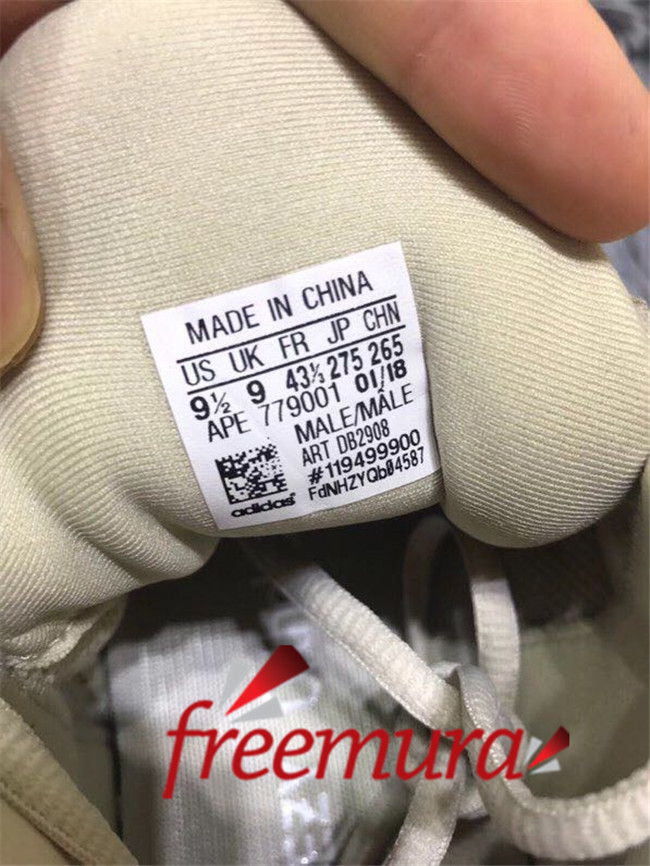 MADE IN CHINA
US UK FR JP CHN
9½ 9 43⅓ 275 265
APE 779001 01/18
MALE/MÂLE
ART DB2908
#119499900
FdNHZYQb04587
adidas
freemura